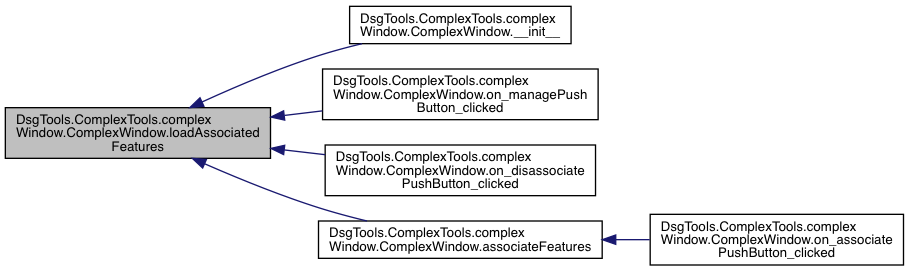 DsgTools.ComplexTools.complex
Window.ComplexWindow.__init__
DsgTools.ComplexTools.complex
Window.ComplexWindow.on_managePush
Button_clicked
DsgTools.ComplexTools.complex
Window.ComplexWindow.loadAssociated
Features
DsgTools.ComplexTools.complex
Window.ComplexWindow.on_disassociate
PushButton_clicked
DsgTools.ComplexTools.complex
Window.ComplexWindow.associateFeatures
DsgTools.ComplexTools.complex
Window.ComplexWindow.on_associate
PushButton_clicked